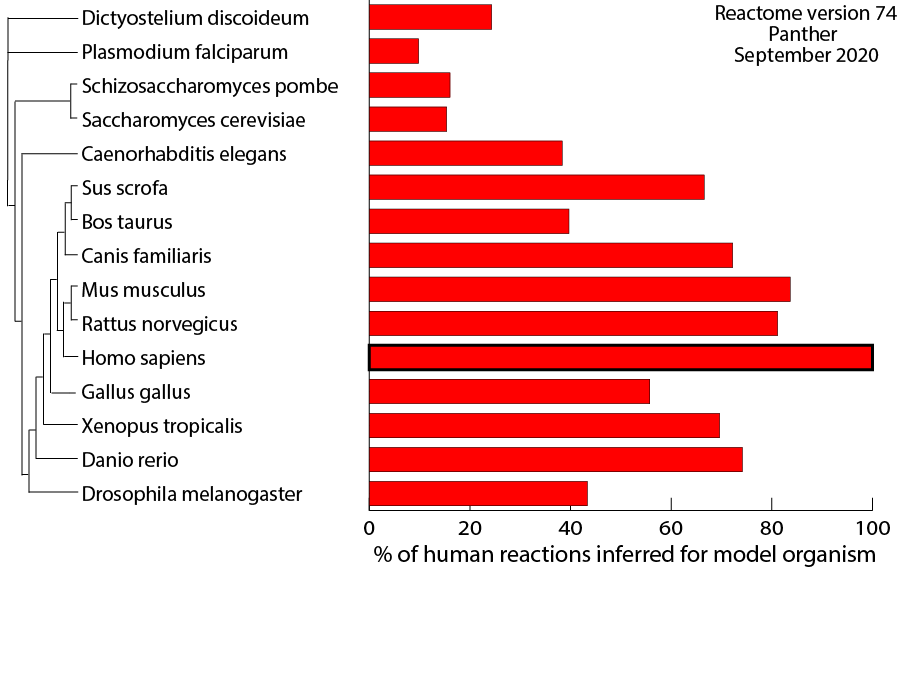 Dictyostelium discoideum
Plasmodium falciparum
Schizosaccharomyces pombe
Saccharomyces cerevisiae
Caenorhabditis elegans
Sus scrofa
Bos taurus
Canis familiaris
Mus musculus
Rattus norvegicus
Homo sapiens
Gallus gallus
Xenopus tropicalis
Danio rerio
Drosophila melanogaster
Reactome version 74
Panther
September 2020
0 20 40 60 80 100
% of human reactions inferred for model organism